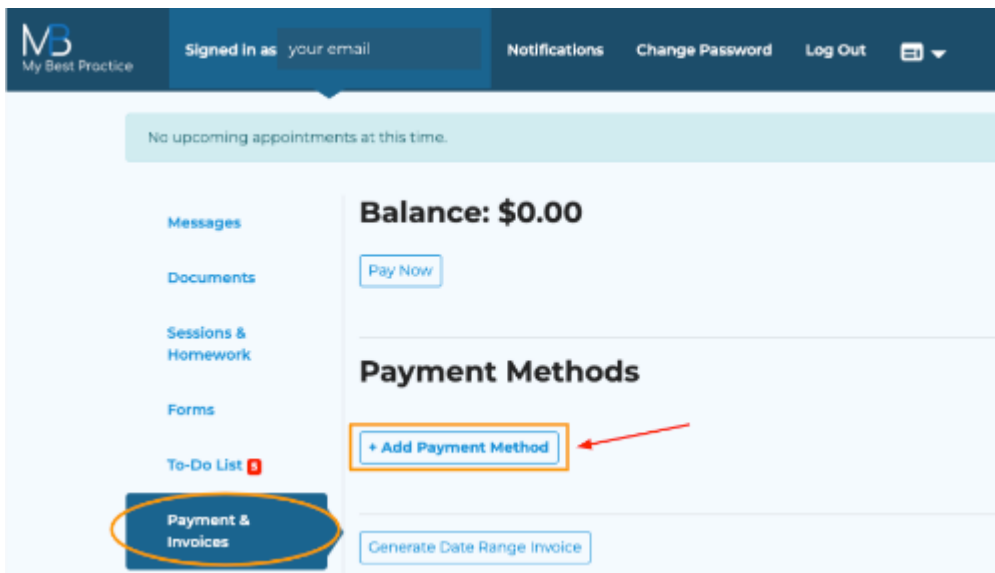 MB
My Best Practice
Signed in as your email
Notifications
Change Password
Log Out
No upcoming appointments at this time.
Messages
Documents
Sessions &
Homework
Forms
To-Do List 5
Payment &
Invoices
Balance: $0.00
Pay Now
Payment Methods
+ Add Payment Method
Generate Date Range Invoice